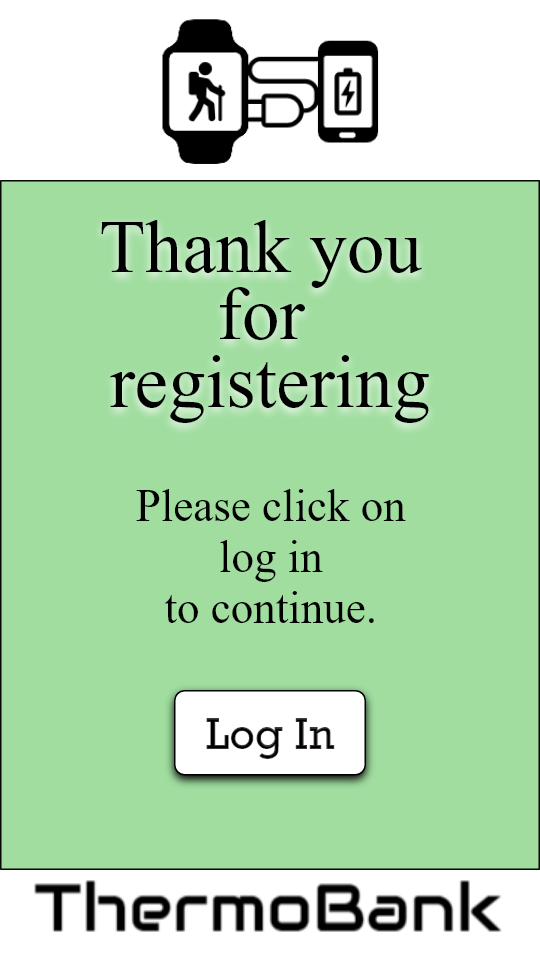 Thank you
for
registering
Please click on
log in
to continue.
Log In
ThermoBank